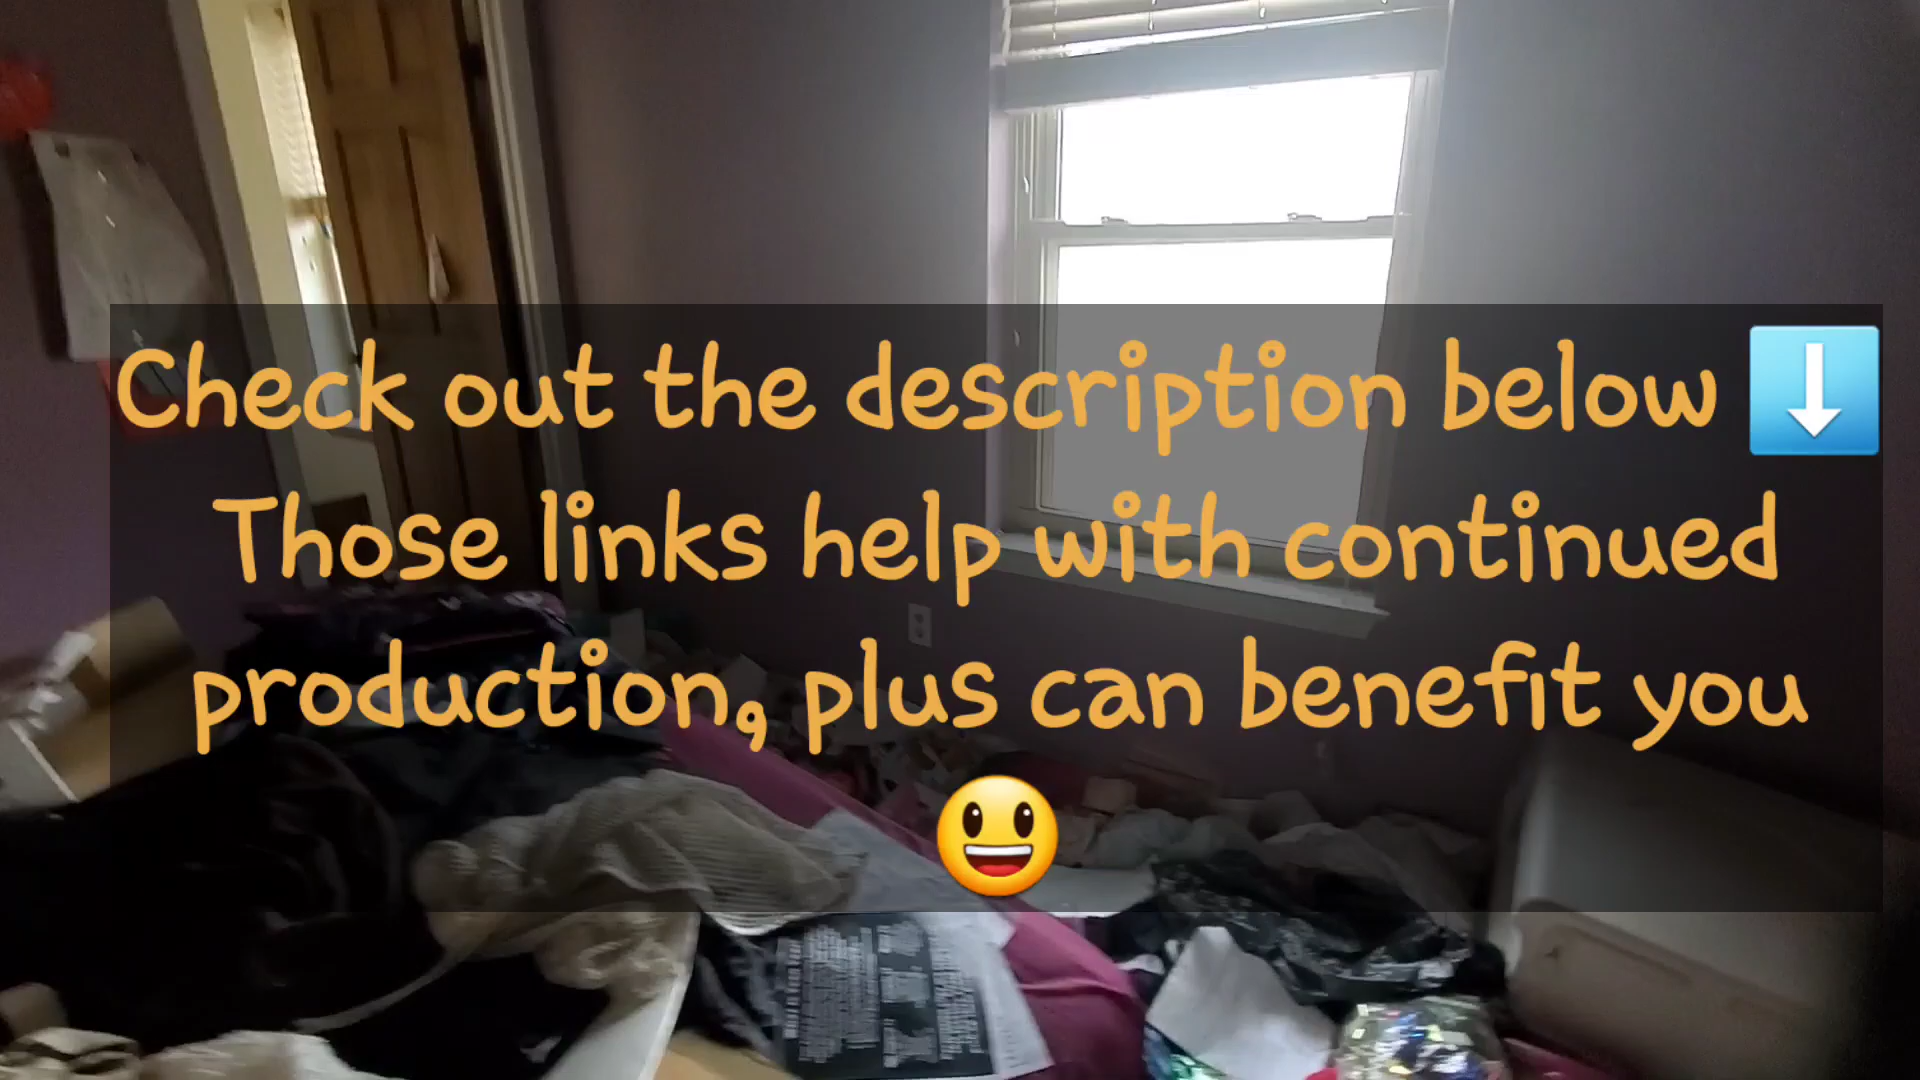 Check out the description below ⬇️
Those links help with continued
production, plus can benefit you
😃